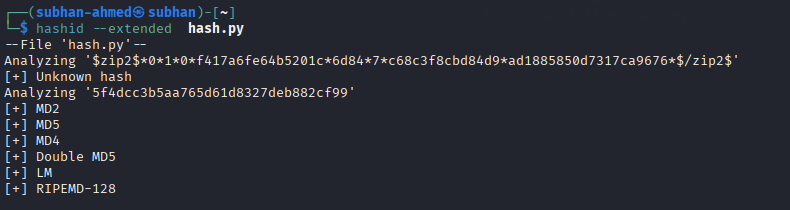 ┌──(subhan-ahmed㉿subhan)-[~]
└─$ hashid --extended  hash.py
--File 'hash.py'--
Analyzing '$zip2$*0*1*0*f417a6fe64b5201c*6d84*7*c68c3f8cbd84d9*ad1885850d7317ca9676*$/zip2$'
[+] Unknown hash
Analyzing '5f4dcc3b5aa765d61d8327deb882cf99'
[+] MD2
[+] MD5
[+] MD4
[+] Double MD5
[+] LM
[+] RIPEMD-128